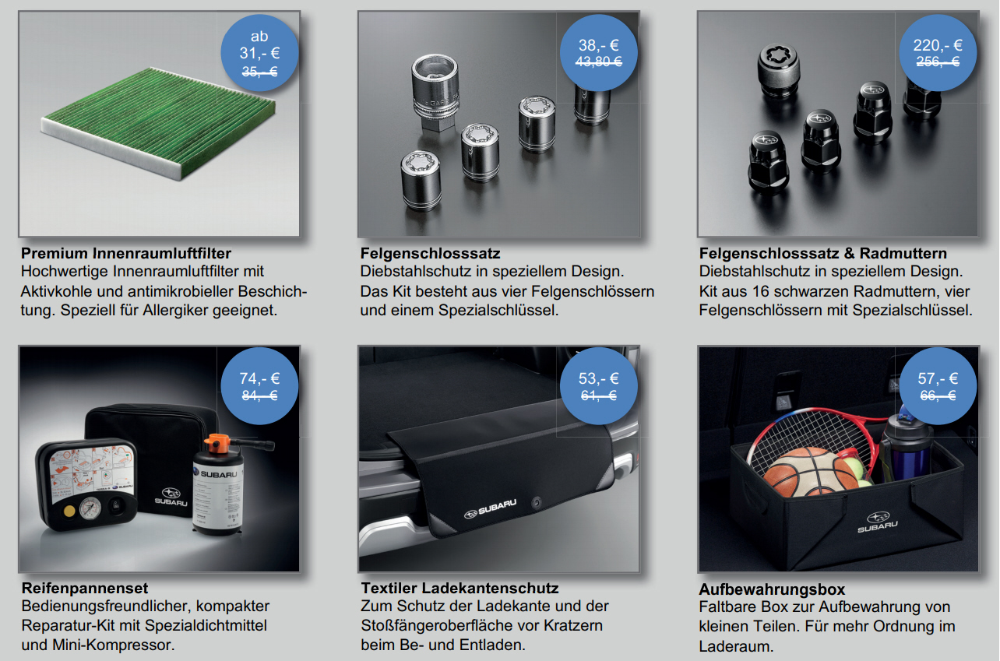 ab
31,- €
35,- €
Premium Innenraumluftfilter
Hochwertige Innenraumluftfilter mit
Aktivkohle und antimikrobieller Beschich-
tung. Speziell für Allergiker geeignet.
38,- €
43,80 €
Felgenschlosssatz
Diebstahlschutz in speziellem Design.
Das Kit besteht aus vier Felgenschlössern
und einem Spezialschlüssel.
220,- €
256,- €
Felgenschlosssatz & Radmuttern
Diebstahlschutz in speziellem Design.
Kit aus 16 schwarzen Radmuttern, vier
Felgenschlössern mit Spezialschlüssel.
74,- €
84,- €
SUBARU
SUBARU
Reifenpannenset
Bedienungsfreundlicher, kompakter
Reparatur-Kit mit Spezialdichtmittel
und Mini-Kompressor.
53,- €
61,- €
SUBARU
Textiler Ladekantenschutz
Zum Schutz der Ladekante und der
Stoßfängeroberfläche vor Kratzern
beim Be- und Entladen.
57,- €
66,- €
SUBARU
Aufbewahrungsbox
Faltbare Box zur Aufbewahrung von
kleinen Teilen. Für mehr Ordnung im
Laderaum.